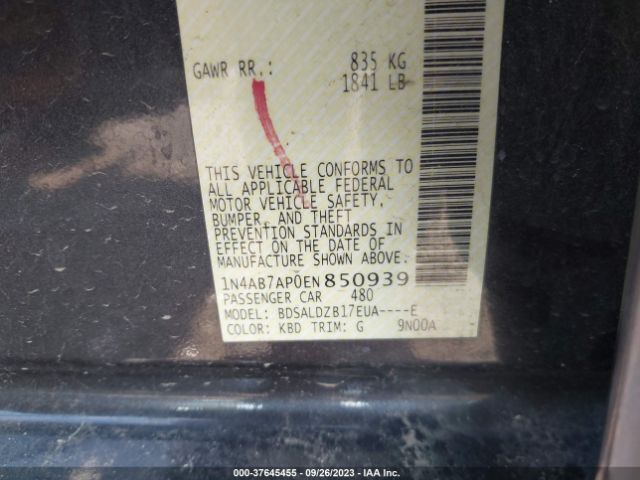 GAWR RR.: 835 KG
1841 LB
THIS VEHICLE CONFORMS TO
ALL APPLICABLE FEDERAL
MOTOR VEHICLE SAFETY,
BUMPER, AND THEFT
PREVENTION STANDARDS IN
EFFECT ON THE DATE OF
MANUFACTURE SHOWN ABOVE.
1N4AB7AP0EN850939
PASSENGER CAR 480
MODEL: BDSALDZB17EUA----E
COLOR: KBD TRIM: G 9N00A
000-37645455 - 09/26/2023 - IAA Inc.